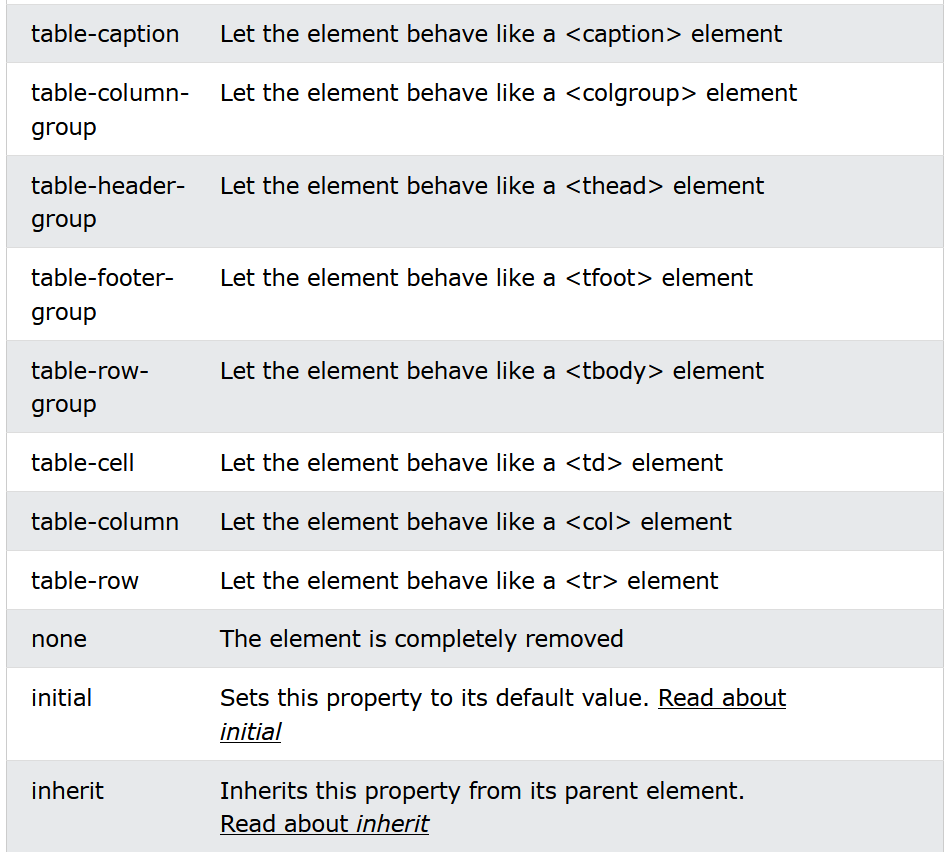 table-caption Let the element behave like a <caption> element
table-column- Let the element behave like a <colgroup> element
group
table-header- Let the element behave like a <thead> element
group
table-footer- Let the element behave like a <tfoot> element
group
table-row- Let the element behave like a <tbody> element
group
table-cell Let the element behave like a <td> element
table-column Let the element behave like a <col> element
table-row Let the element behave like a <tr> element
none The element is completely removed
initial Sets this property to its default value. Read about
initial
inherit Inherits this property from its parent element.
Read about inherit